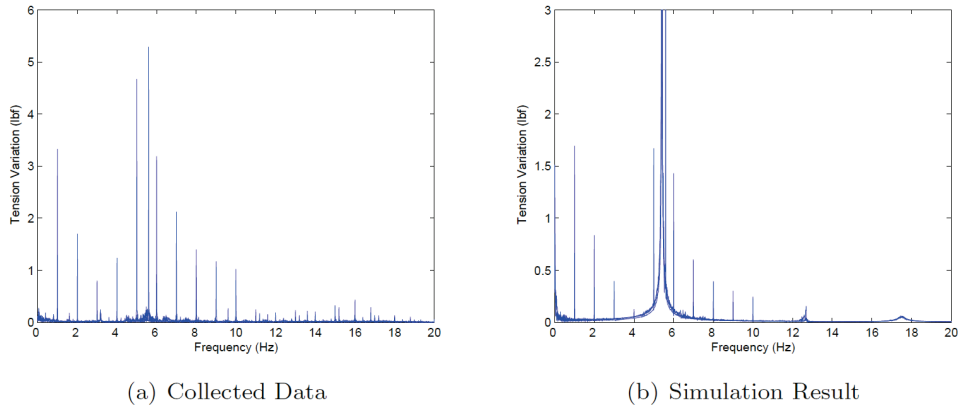 6
5
4
3
2
1
0
Tension Variation (lbf)
0 2 4 6 8 10 12 14 16 18 20
Frequency (Hz)
(a) Collected Data
3
2.5
2
1.5
1
0.5
0
Tension Variation (lbf)
0 2 4 6 8 10 12 14 16 18 20
Frequency (Hz)
(b) Simulation Result